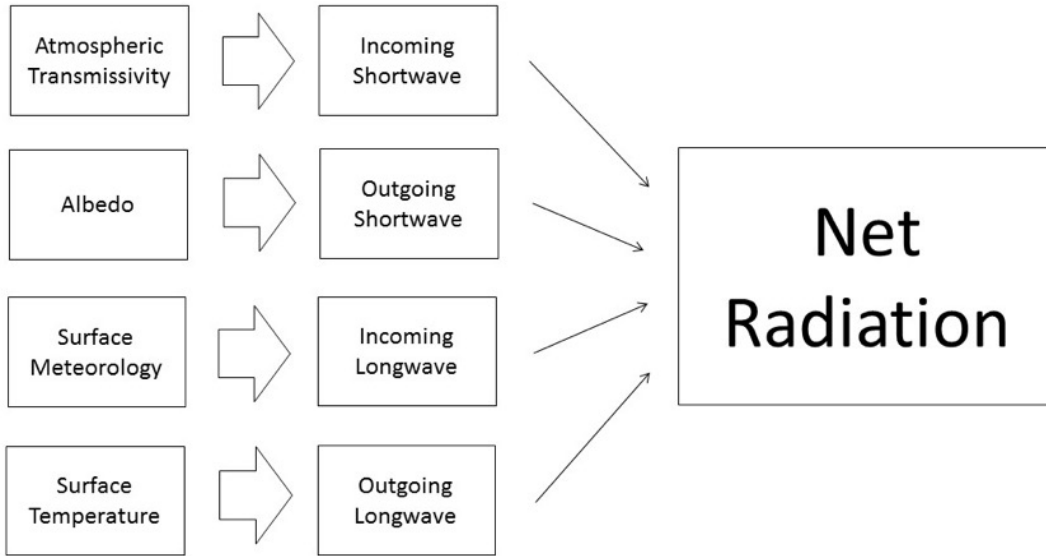 Atmospheric
Transmissivity
Incoming
Shortwave
Albedo
Outgoing
Shortwave
Surface
Meteorology
Incoming
Longwave
Surface
Temperature
Outgoing
Longwave
Net
Radiation